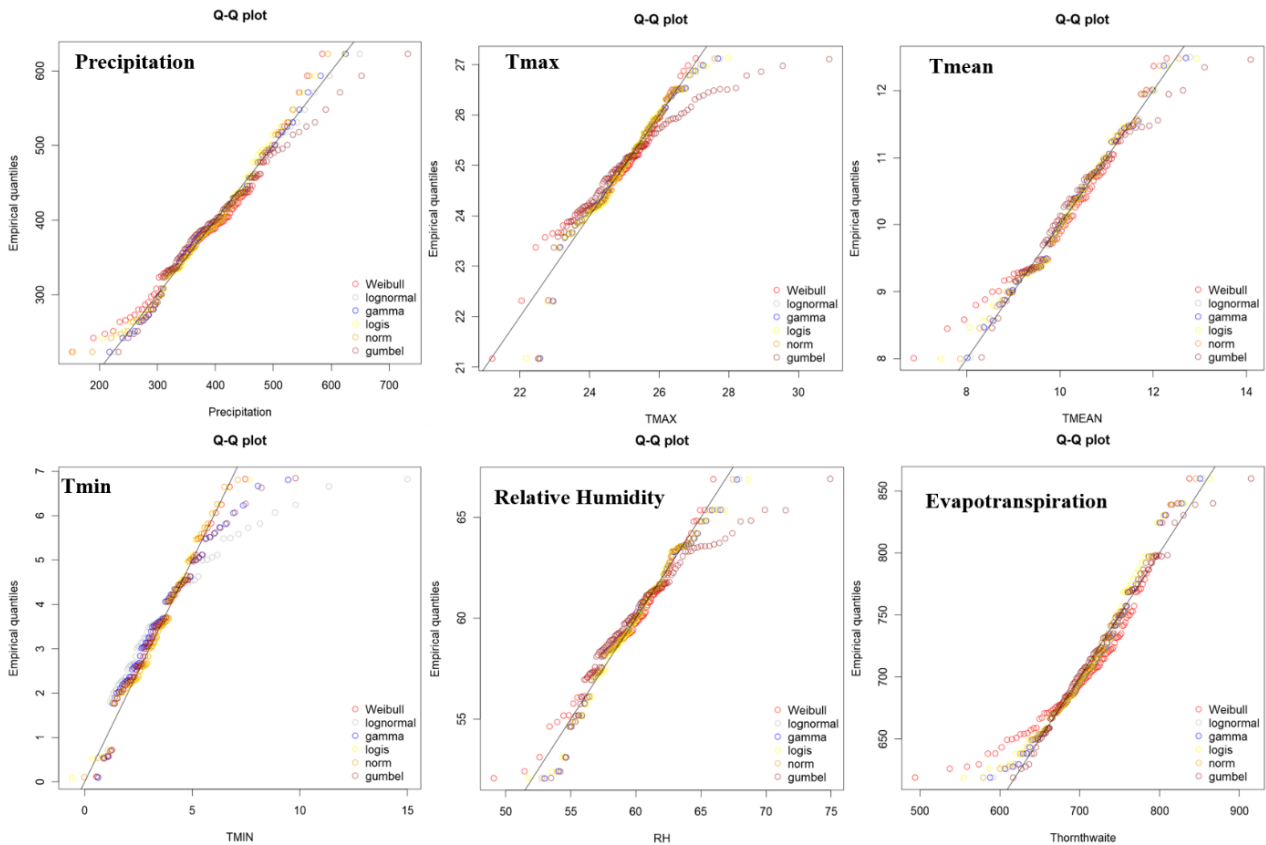 Q-Q plot
Precipitation
Empirical quantiles
600
500
400
300
200 300 400 500 600 700
Precipitation
Weibull
lognormal
gamma
logis
norm
gumbel
Q-Q plot
Tmax
Empirical quantiles
27
26
25
24
23
22
21
22 24 26 28 30
TMAX
Weibull
lognormal
gamma
logis
norm
gumbel
Q-Q plot
Tmean
Empirical quantiles
12
11
10
9
8
8 10 12 14
TMEAN
Weibull
lognormal
gamma
logis
norm
gumbel
Q-Q plot
Tmin
Empirical quantiles
7
6
5
4
3
2
1
0
0 5 10 15
TMIN
Weibull
lognormal
gamma
logis
norm
gumbel
Q-Q plot
Relative Humidity
Empirical quantiles
65
60
55
50 55 60 65 70 75
RH
Weibull
lognormal
gamma
logis
norm
gumbel
Q-Q plot
Evapotranspiration
Empirical quantiles
850
800
750
700
650
500 600 700 800 900
Thornthwaite
Weibull
lognormal
gamma
logis
norm
gumbel